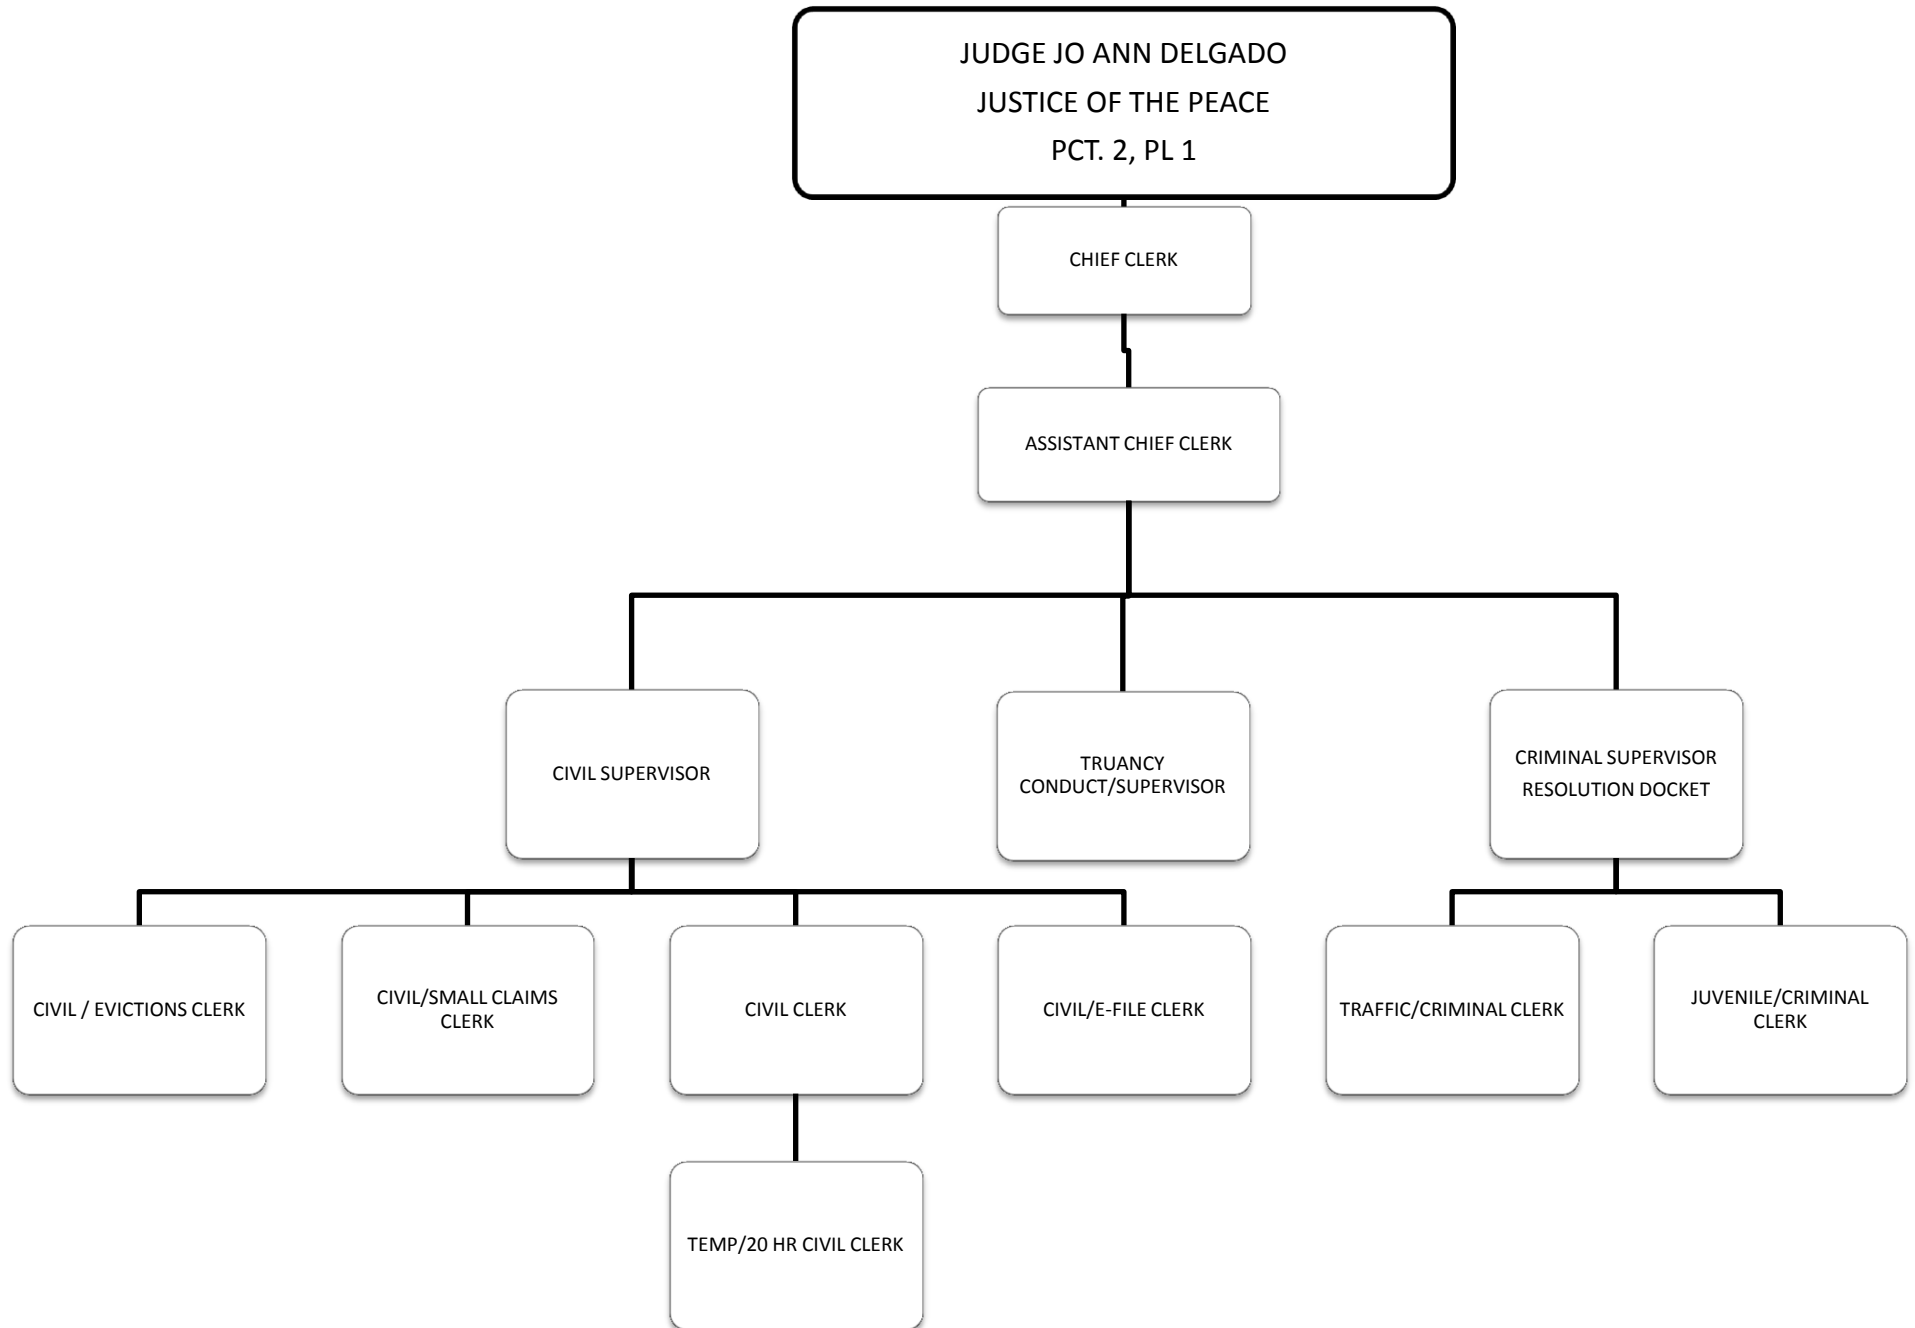 JUDGE JO ANN DELGADO
JUSTICE OF THE PEACE
PCT. 2, PL 1
CHIEF CLERK
ASSISTANT CHIEF CLERK
CIVIL SUPERVISOR
TRUANCY
CONDUCT/SUPERVISOR
CRIMINAL SUPERVISOR
RESOLUTION DOCKET
CIVIL / EVICTIONS CLERK
CIVIL/SMALL CLAIMS
CLERK
CIVIL CLERK
CIVIL/E-FILE CLERK
TRAFFIC/CRIMINAL CLERK
JUVENILE/CRIMINAL
CLERK
TEMP/20 HR CIVIL CLERK